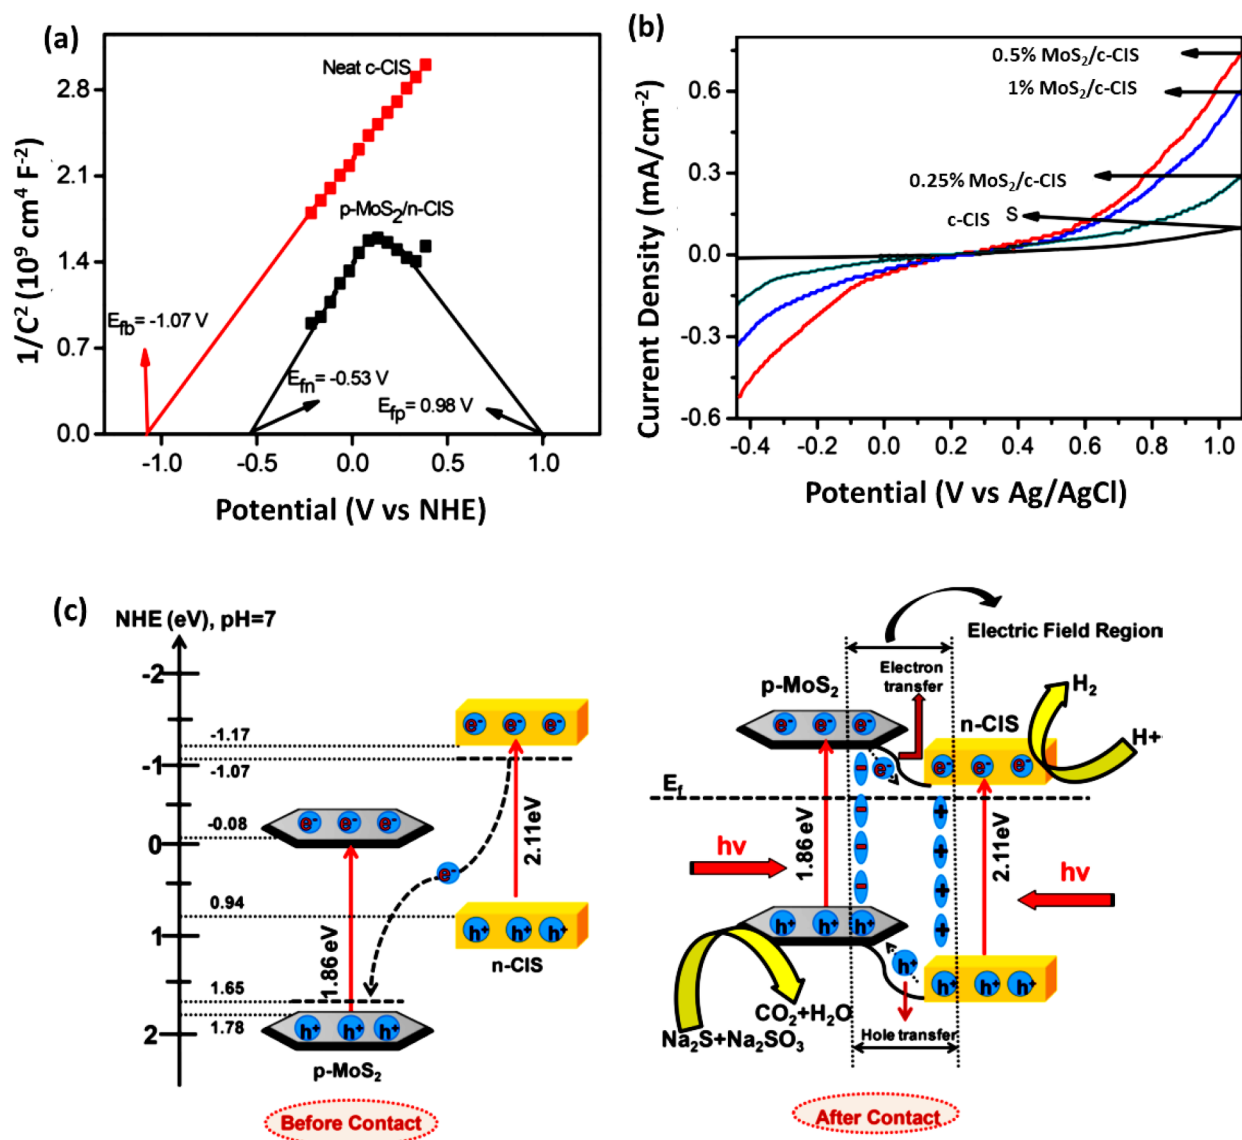 (a)
Neat c-CIS
p-MoS2/n-CIS
Efb= -1.07 V
Efn= -0.53 V
Efp= 0.98 V
1/C² (10⁹ cm⁴ F⁻²)
2.8
2.1
1.4
0.7
0.0
-1.0
-0.5
0.0
0.5
1.0
Potential (V vs NHE)
(b)
0.5% MoS2/c-CIS
1% MoS2/c-CIS
0.25% MoS2/c-CIS
c-CIS S
Current Density (mA/cm⁻²)
0.6
0.3
0.0
-0.3
-0.6
-0.4
-0.2
0.0
0.2
0.4
0.6
0.8
1.0
Potential (V vs Ag/AgCl)
(c)
NHE (eV), pH=7
-2
-1.17
-1
-1.07
-0.08
0
0.94
1
1.65
1.78
2
e⁻ e⁻ e⁻
e⁻ e⁻ e⁻
e⁻
2.11eV
1.86 eV
h⁺ h⁺ h⁺
n-CIS
h⁺ h⁺ h⁺
p-MoS2
Before Contact
Electric Field Region
p-MoS2
Electron
transfer
n-CIS
H2
H+
e⁻ e⁻ e⁻
e⁻
e⁻ e⁻ e⁻
Ef
- - - -
+ + + +
hv
1.86 eV
2.11eV
hv
h⁺ h⁺ h⁺
h⁺
h⁺ h⁺ h⁺
CO2+H2O
Na2S+Na2SO3
Hole transfer
After Contact